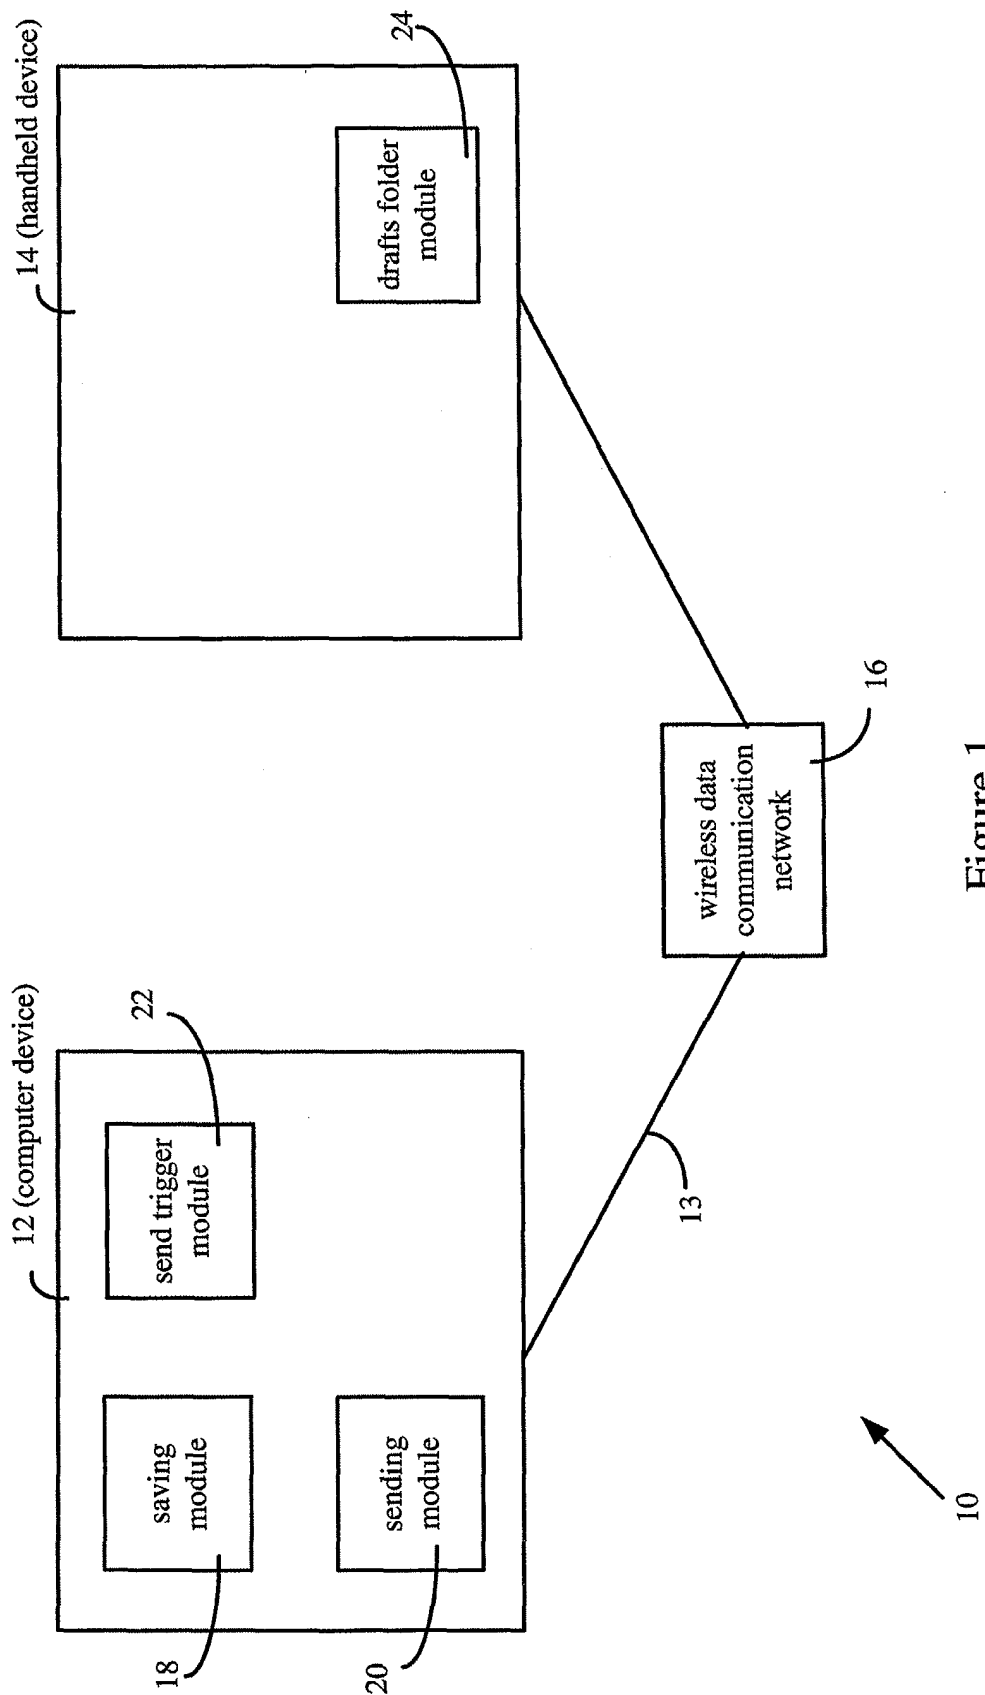 12 (computer device)
14 (handheld device)
saving
module
18
send trigger
module
22
sending
module
20
drafts folder
module
24
13
wireless data
communication
network
16
10
Figure 1